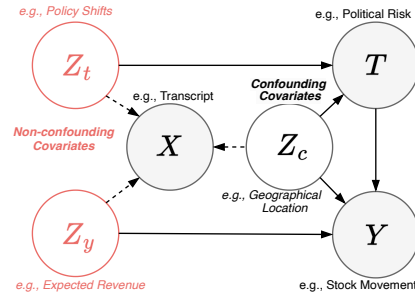 e.g., Policy Shifts
e.g., Political Risk
Z_t
T
e.g., Transcript
Confounding
Covariates
Non-confounding
Covariates
X
Z_c
e.g., Geographical
Location
Z_y
Y
e.g., Expected Revenue
e.g., Stock Movement